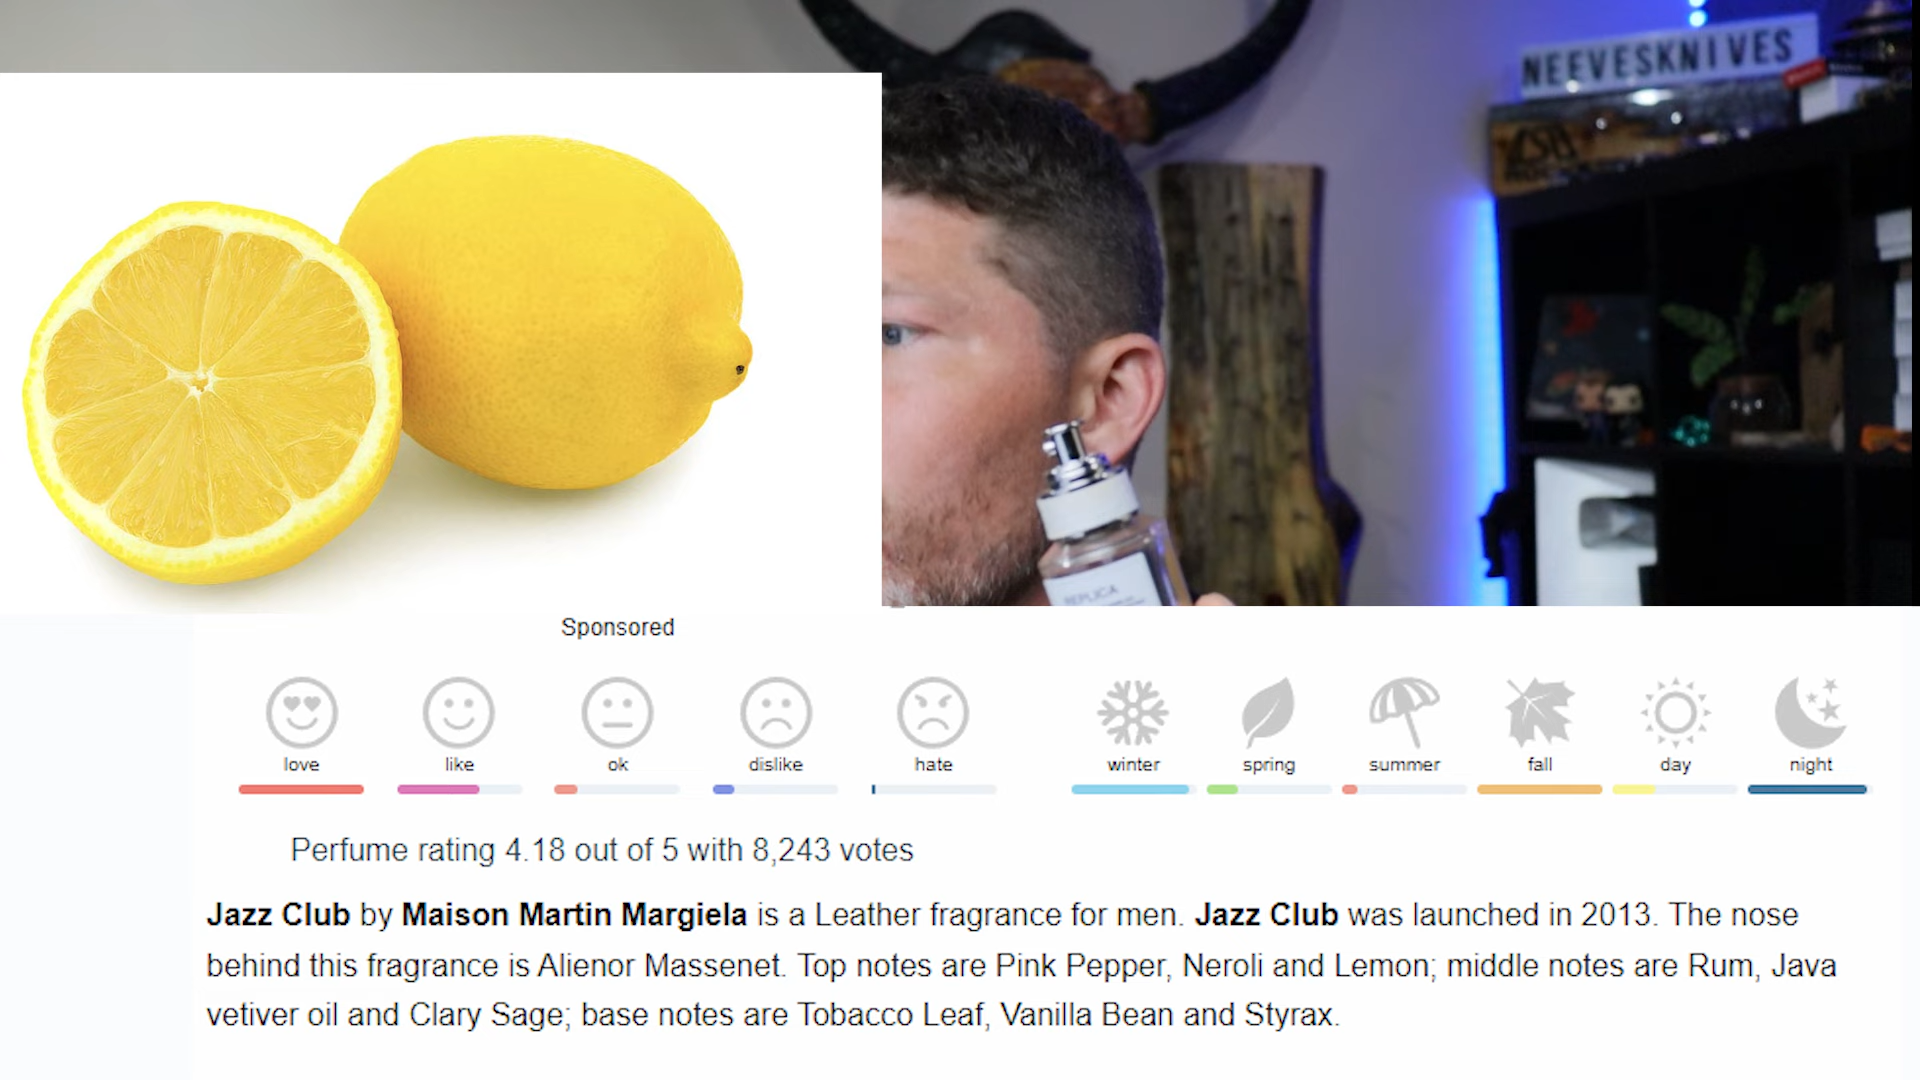 NEEVESKNIVES
REPLICA
Sponsored
love like ok dislike hate winter spring summer fall day night
Perfume rating 4.18 out of 5 with 8,243 votes
Jazz Club by Maison Martin Margiela is a Leather fragrance for men. Jazz Club was launched in 2013. The nose
behind this fragrance is Alienor Massenet. Top notes are Pink Pepper, Neroli and Lemon; middle notes are Rum, Java
vetiver oil and Clary Sage; base notes are Tobacco Leaf, Vanilla Bean and Styrax.